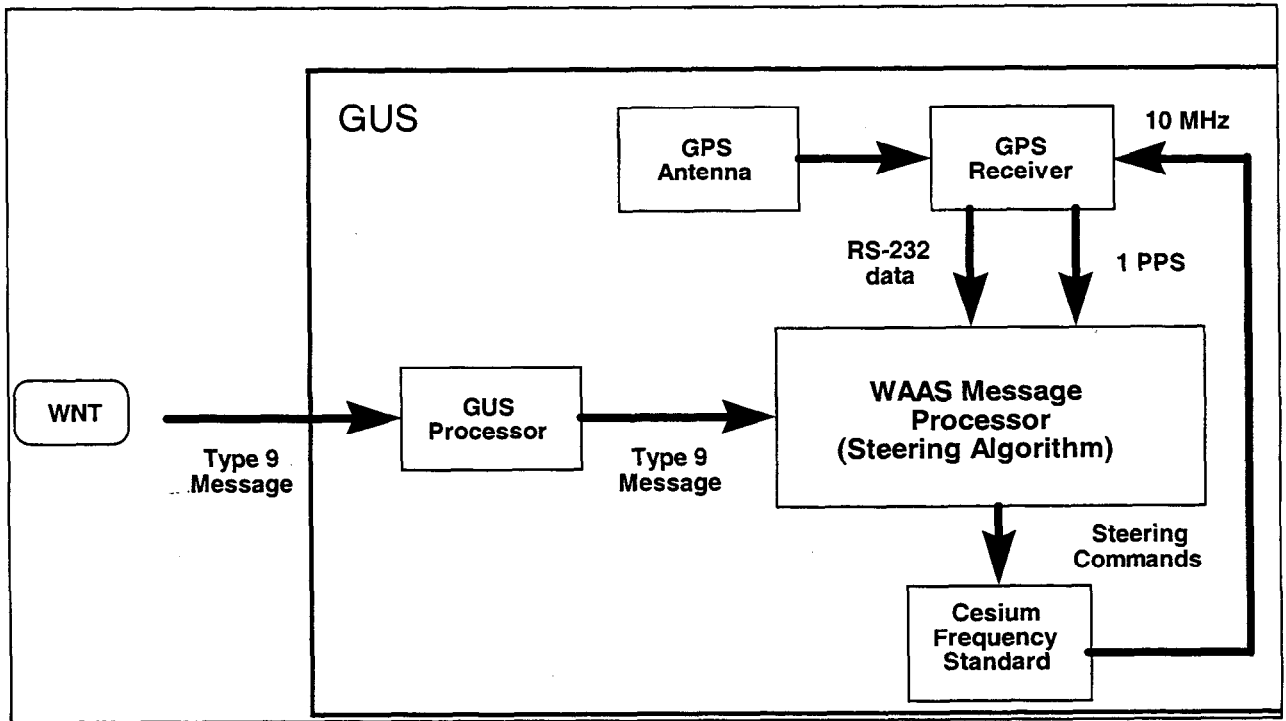 GUS
GPS
Antenna
GPS
Receiver
10 MHz
RS-232
data
1 PPS
WNT
Type 9
Message
GUS
Processor
Type 9
Message
WAAS Message
Processor
(Steering Algorithm)
Steering
Commands
Cesium
Frequency
Standard